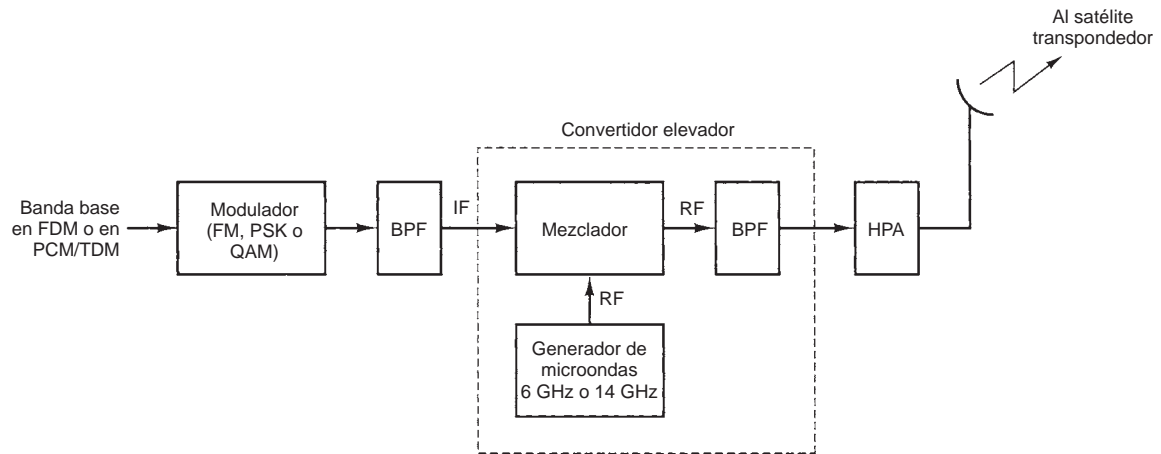 Al satélite
transpondedor
Convertidor elevador
Banda base
en FDM o en
PCM/TDM
Modulador
(FM, PSK o
QAM)
BPF
IF
Mezclador
RF
BPF
HPA
RF
Generador de
microondas
6 GHz o 14 GHz